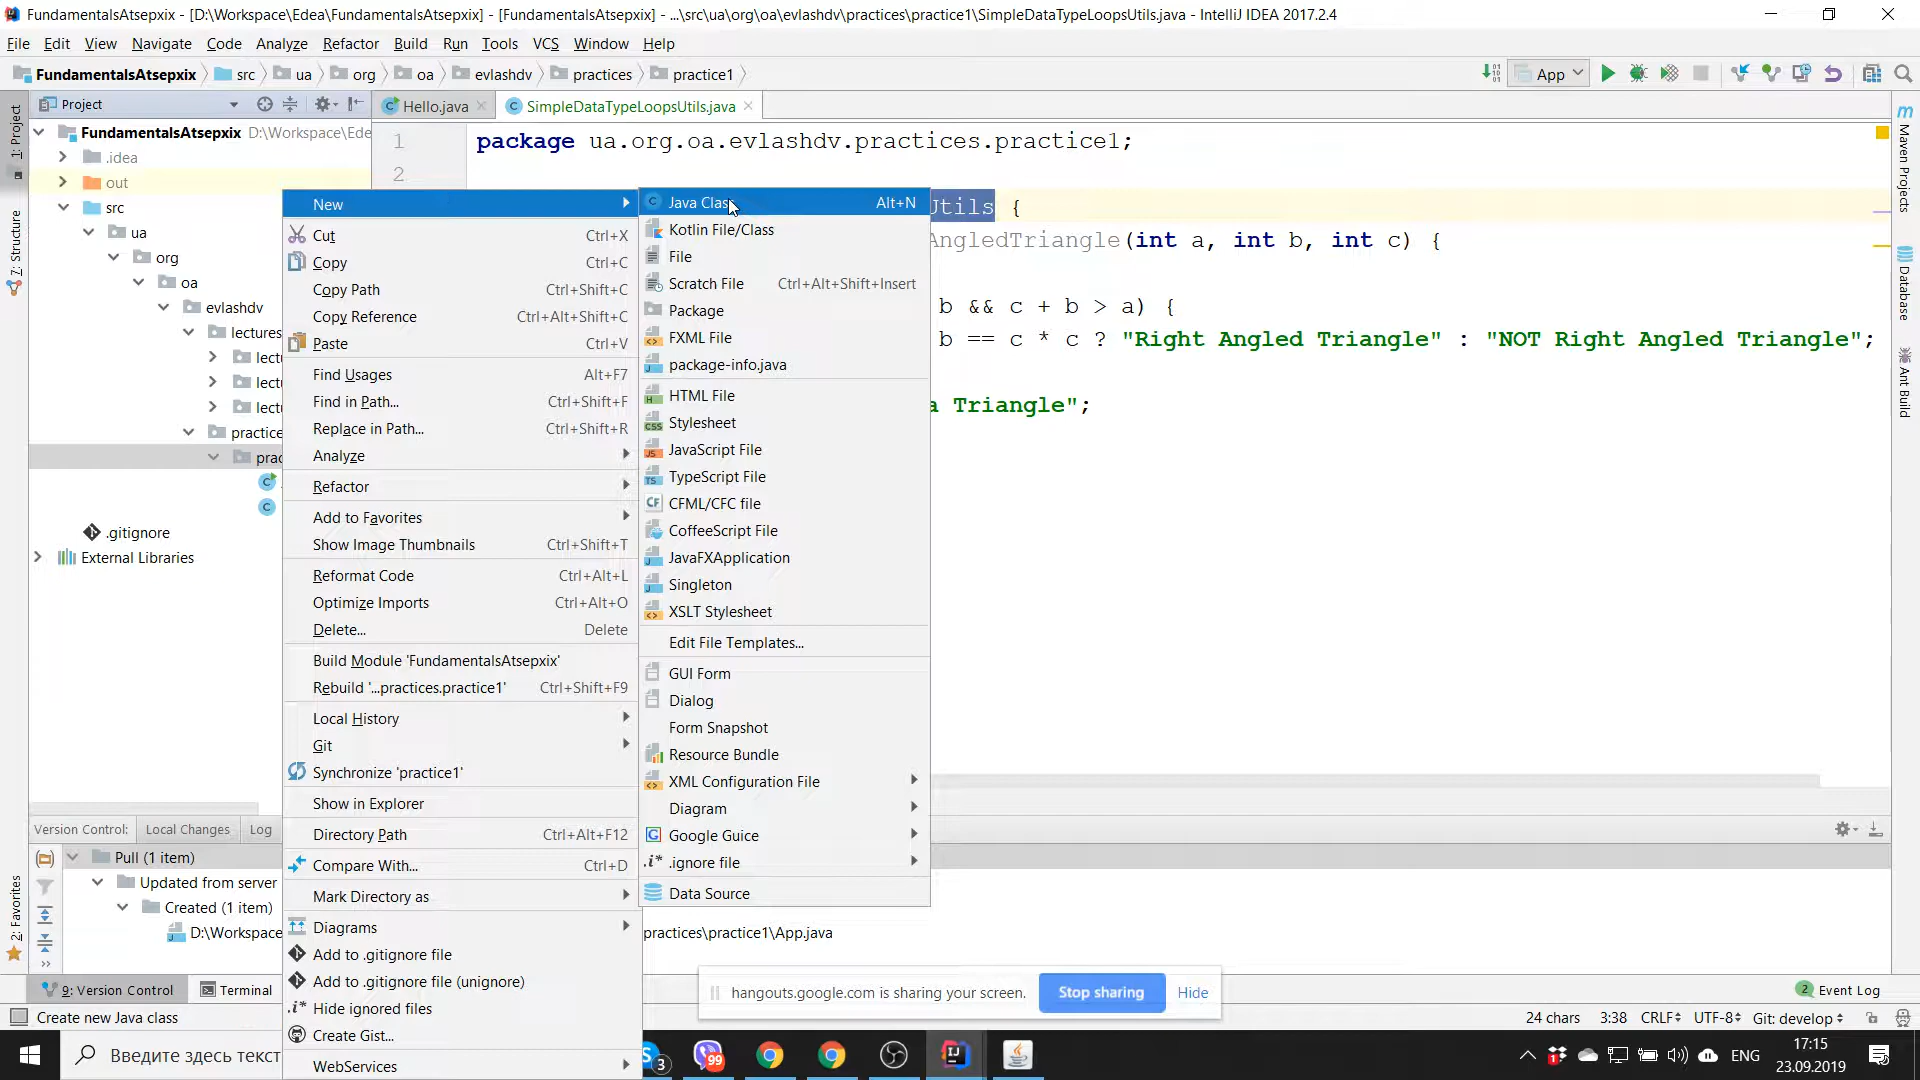 FundamentalsAtsepxix - [D:\Workspace\Edea\FundamentalsAtsepxix] - [FundamentalsAtsepxix] - ...\src\ua\org\oa\evlashdv\practices\practice1\SimpleDataTypeLoopsUtils.java - IntelliJ IDEA 2017.2.4
File Edit View Navigate Code Analyze Refactor Build Run Tools VCS Window Help
FundamentalsAtsepxix src ua org oa evlashdv practices practice1 App
Project Hello.java SimpleDataTypeLoopsUtils.java
1: Project
7: Structure
2: Favorites
FundamentalsAtsepxix D:\Workspace\Ede
.idea
out
src
ua
org
oa
evlashdv
lectures
lect
lect
lect
practice
prac
.gitignore
External Libraries
1 package ua.org.oa.evlashdv.practices.practice1;
2
Utils {
AngledTriangle(int a, int b, int c) {
b && c + b > a) {
b == c * c ? "Right Angled Triangle" : "NOT Right Angled Triangle";
a Triangle";
New
Cut Ctrl+X
Copy Ctrl+C
Copy Path Ctrl+Shift+C
Copy Reference Ctrl+Alt+Shift+C
Paste Ctrl+V
Find Usages Alt+F7
Find in Path... Ctrl+Shift+F
Replace in Path... Ctrl+Shift+R
Analyze
Refactor
Add to Favorites
Show Image Thumbnails Ctrl+Shift+T
Reformat Code Ctrl+Alt+L
Optimize Imports Ctrl+Alt+O
Delete... Delete
Build Module 'FundamentalsAtsepxix'
Rebuild '...practices.practice1' Ctrl+Shift+F9
Local History
Git
Synchronize 'practice1'
Show in Explorer
Directory Path Ctrl+Alt+F12
Compare With... Ctrl+D
Mark Directory as
Diagrams
Add to .gitignore file
Add to .gitignore file (unignore)
Hide ignored files
Create Gist...
WebServices
Java Class Alt+N
Kotlin File/Class
File
Scratch File Ctrl+Alt+Shift+Insert
Package
FXML File
package-info.java
HTML File
Stylesheet
JavaScript File
TypeScript File
CFML/CFC file
CoffeeScript File
JavaFXApplication
Singleton
XSLT Stylesheet
Edit File Templates...
GUI Form
Dialog
Form Snapshot
Resource Bundle
XML Configuration File
Diagram
Google Guice
.ignore file
Data Source
Maven Projects
Database
Ant Build
Version Control: Local Changes Log
Pull (1 item)
Updated from server
Created (1 item)
D:\Workspace
practices\practice1\App.java
9: Version Control Terminal
hangouts.google.com is sharing your screen. Stop sharing Hide
2 Event Log
Create new Java class
24 chars 3:38 CRLF UTF-8 Git: develop
Введите здесь текст
3
99
ENG
17:15
23.09.2019